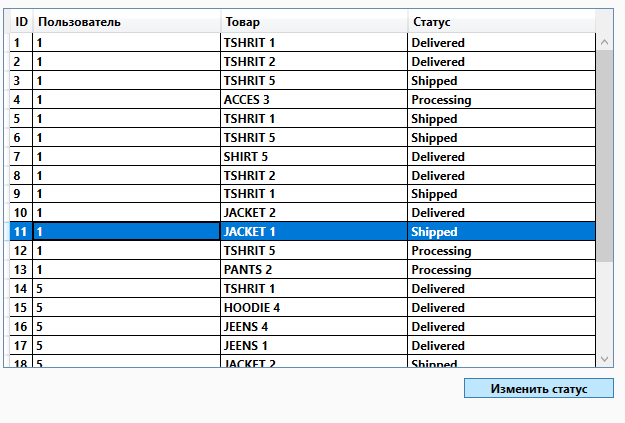 ID Пользователь Товар Статус
1 1 TSHRIT 1 Delivered
2 1 TSHRIT 2 Delivered
3 1 TSHRIT 5 Shipped
4 1 ACCES 3 Processing
5 1 TSHRIT 1 Shipped
6 1 TSHRIT 5 Shipped
7 1 SHIRT 5 Delivered
8 1 TSHRIT 2 Delivered
9 1 TSHRIT 1 Shipped
10 1 JACKET 2 Delivered
11 1 JACKET 1 Shipped
12 1 TSHRIT 5 Processing
13 1 PANTS 2 Processing
14 5 TSHRIT 1 Delivered
15 5 HOODIE 4 Delivered
16 5 JEENS 4 Delivered
17 5 JEENS 1 Delivered
18 5 JACKET 2 Shipped
Изменить статус